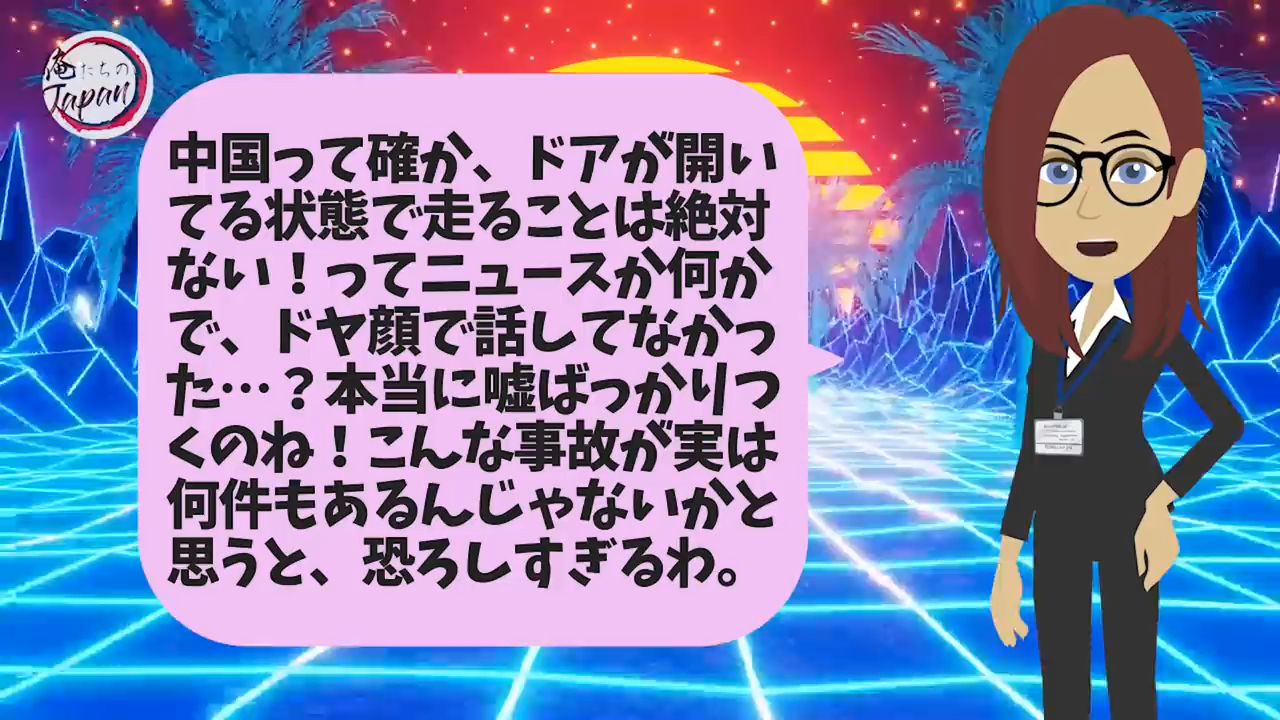 俺たちの
Japan
中国って確か、ドアが開い
てる状態で走ることは絶対
ない！ってニュースか何か
で、ドヤ顔で話してなかっ
た…？本当に嘘ばっかりつ
くのね！こんな事故が実は
何件もあるんじゃないかと
思うと、恐ろしすぎるわ。